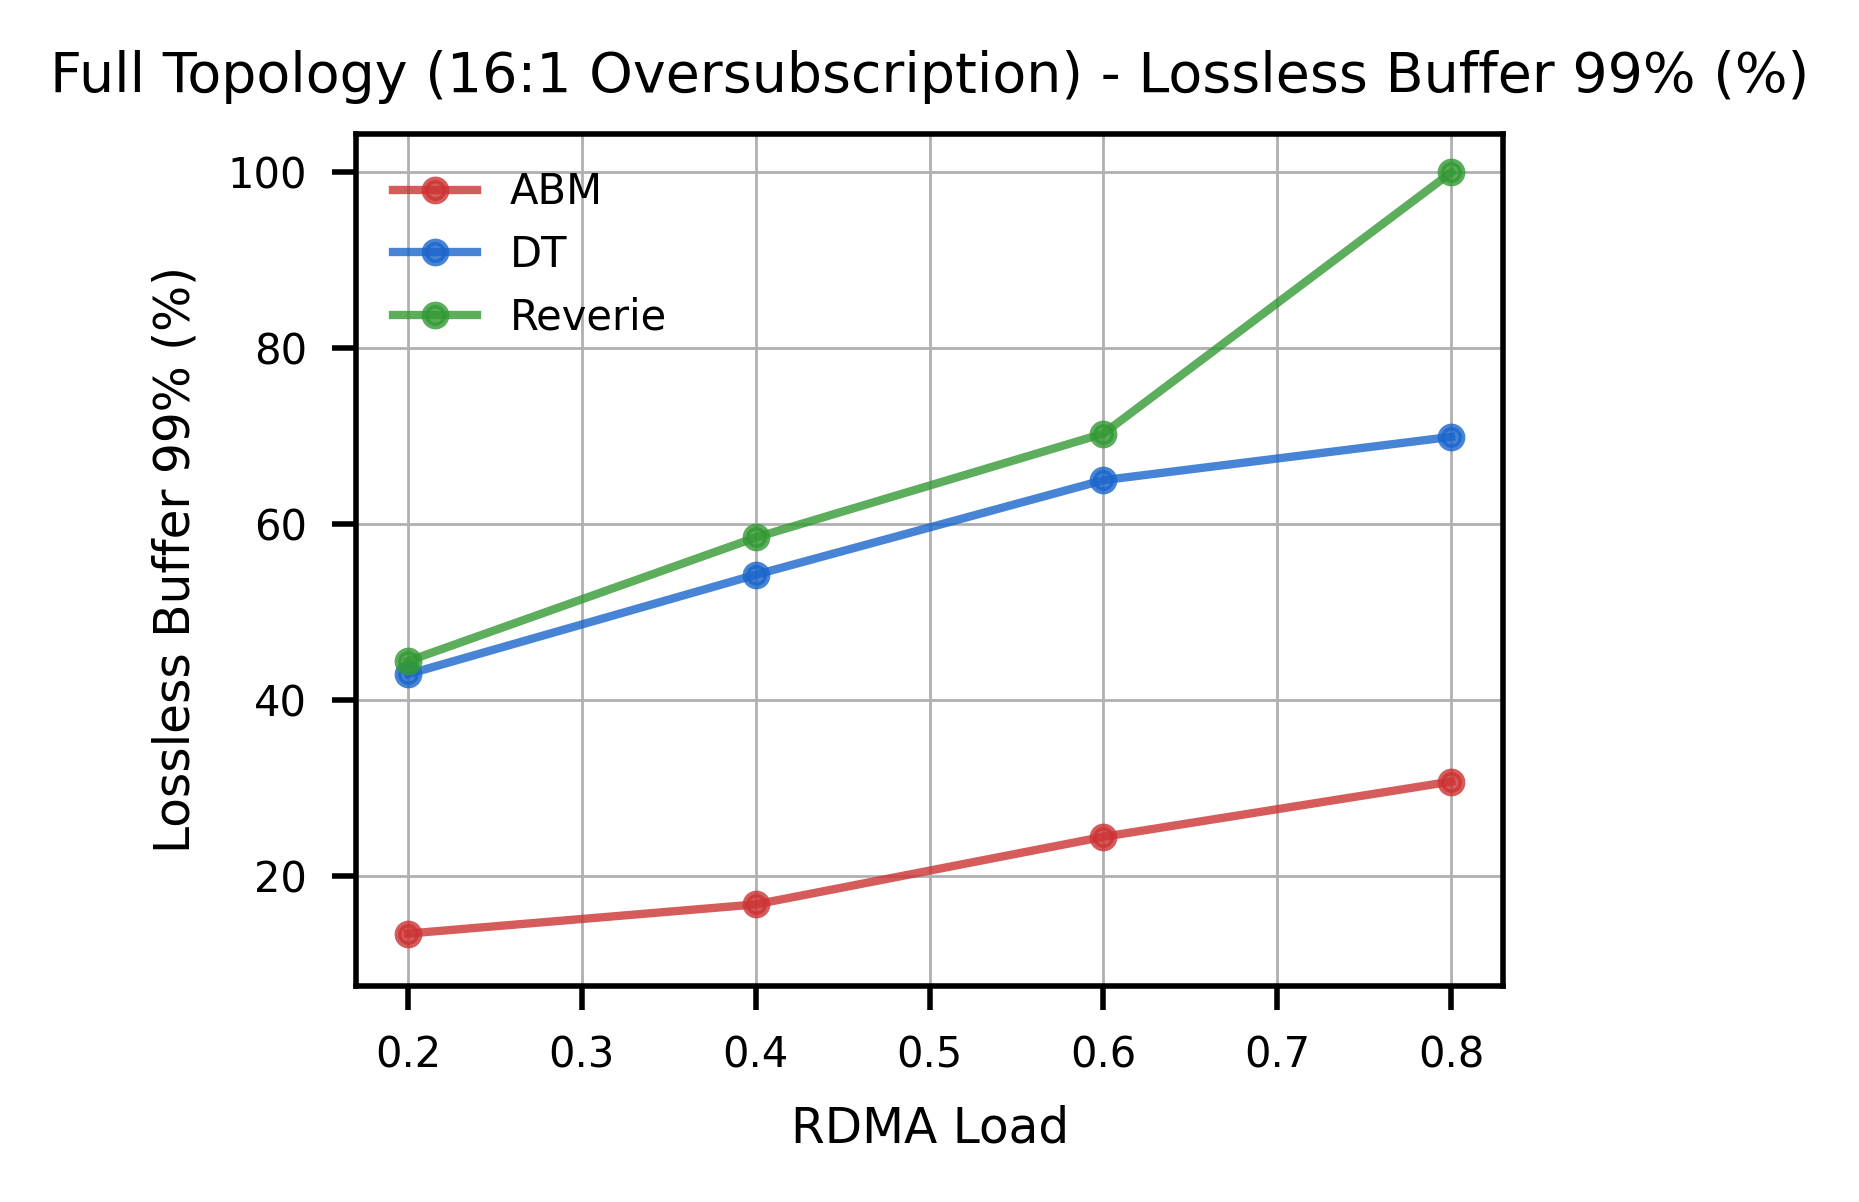 Full Topology (16:1 Oversubscription) - Lossless Buffer 99% (%)
Lossless Buffer 99% (%)
100
80
60
40
20
ABM
DT
Reverie
0.2 0.3 0.4 0.5 0.6 0.7 0.8
RDMA Load